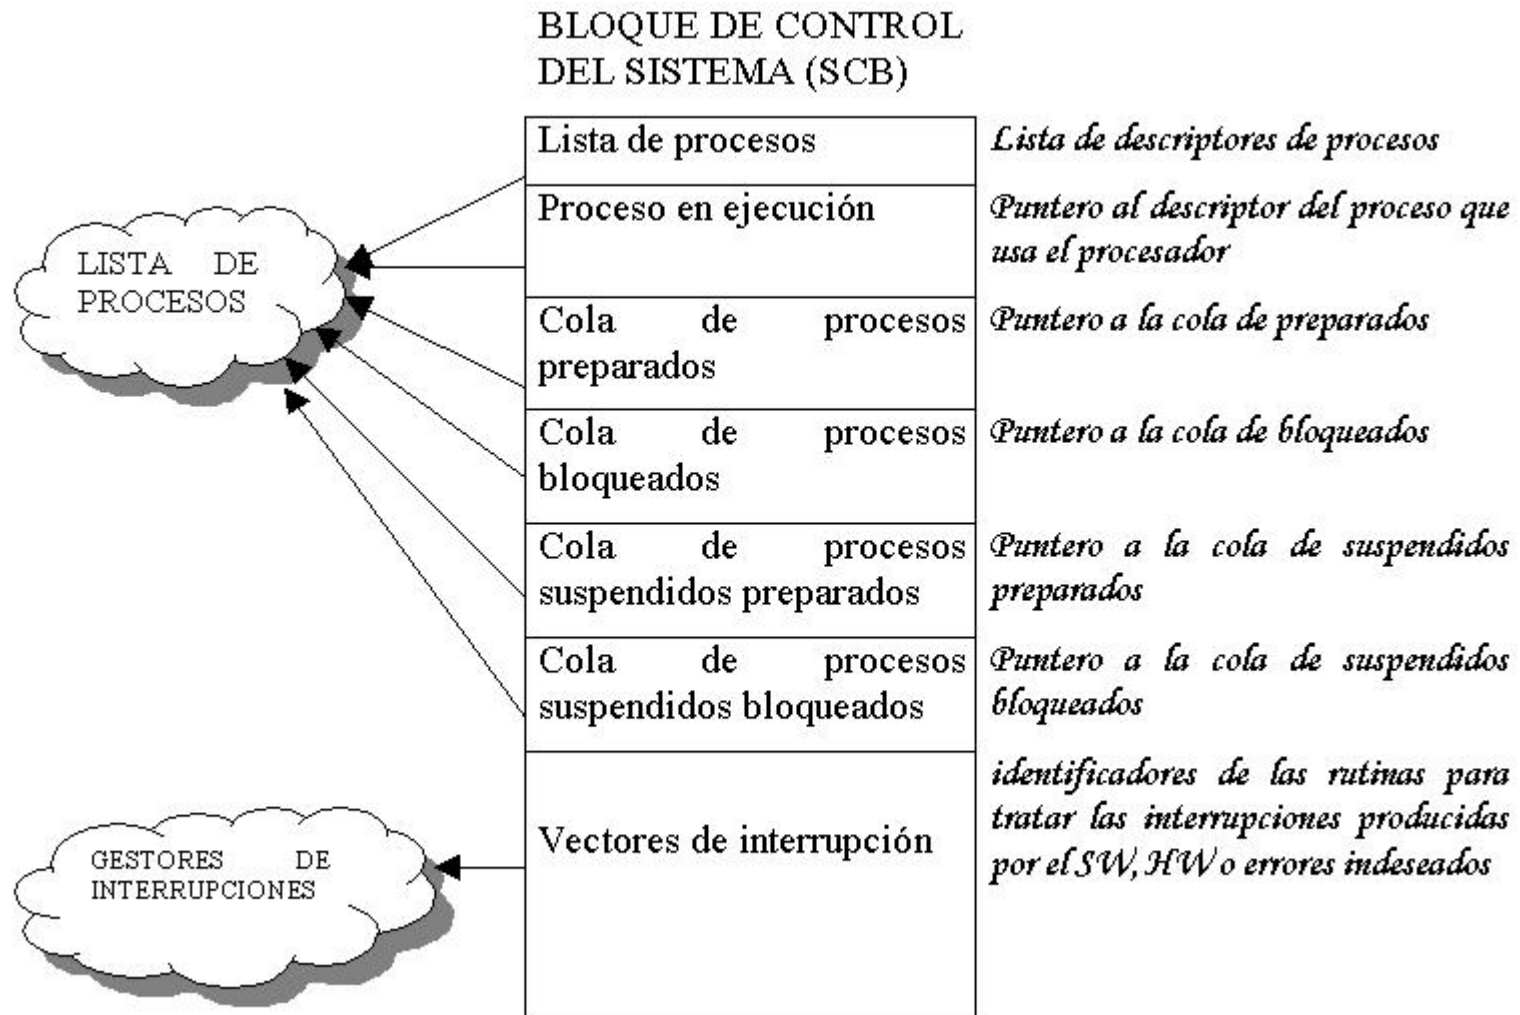 BLOQUE DE CONTROL
DEL SISTEMA (SCB)
Lista de procesos
Lista de descriptores de procesos
Proceso en ejecución
Puntero al descriptor del proceso que
usa el procesador
LISTA DE
PROCESOS
Cola de procesos
preparados
Puntero a la cola de preparados
Cola de procesos
bloqueados
Puntero a la cola de bloqueados
Cola de procesos
suspendidos preparados
Puntero a la cola de suspendidos
preparados
Cola de procesos
suspendidos bloqueados
Puntero a la cola de suspendidos
bloqueados
Vectores de interrupción
identificadores de las rutinas para
tratar las interrupciones producidas
por el SW, HW o errores indeseados
GESTORES DE
INTERRUPCIONES